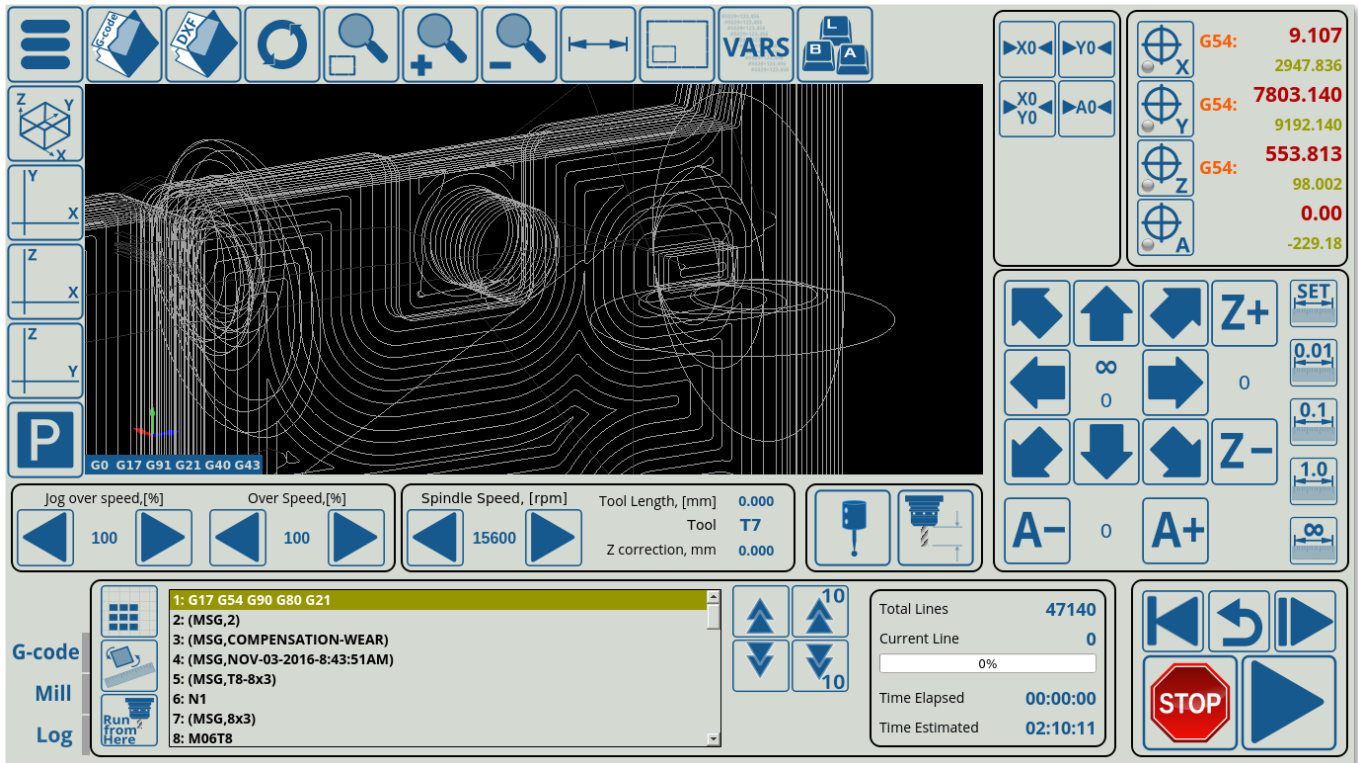 G-code
DXF
VARS
L
B A
X0 Y0
X0
Y0
A0
X
G54: 9.107
2947.836
Y
G54: 7803.140
9192.140
Z
G54: 553.813
98.002
A
0.00
-229.18
Z Y
X
Y
X
Z
X
Z
Y
P
G0 G17 G91 G21 G40 G43
Z+
SET
0.01
∞
0
0
0.1
Z-
1.0
A-
0
A+
∞
Jog over speed,[%]
100
Over Speed,[%]
100
Spindle Speed, [rpm]
15600
Tool Length, [mm] 0.000
Tool T7
Z correction, mm 0.000
G-code
Mill
Log
Run
from
Here
1: G17 G54 G90 G80 G21
2: (MSG,2)
3: (MSG,COMPENSATION-WEAR)
4: (MSG,NOV-03-2016-8:43:51AM)
5: (MSG,T8-8x3)
6: N1
7: (MSG,8x3)
8: M06T8
10
10
Total Lines 47140
Current Line 0
0%
Time Elapsed 00:00:00
Time Estimated 02:10:11
STOP